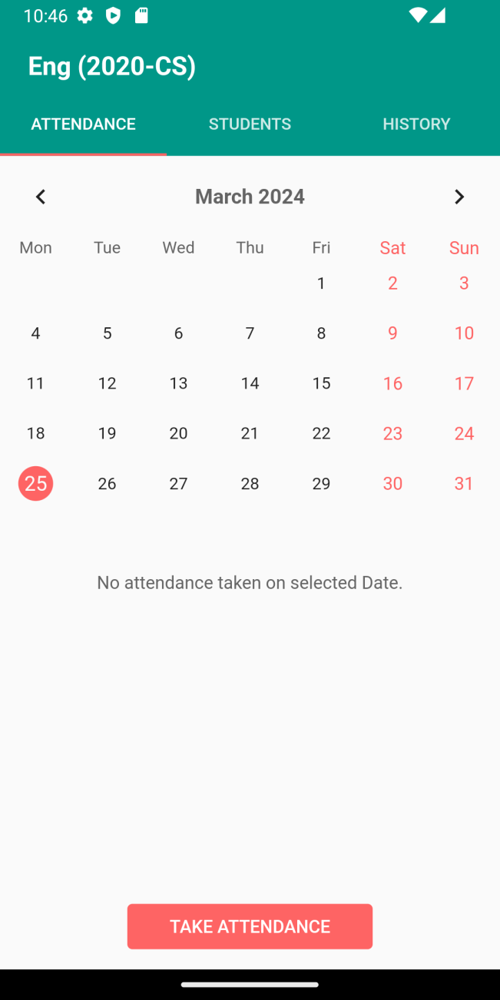 10:46
Eng (2020-CS)
ATTENDANCE STUDENTS HISTORY
March 2024
Mon Tue Wed Thu Fri Sat Sun
1 2 3
4 5 6 7 8 9 10
11 12 13 14 15 16 17
18 19 20 21 22 23 24
25 26 27 28 29 30 31
No attendance taken on selected Date.
TAKE ATTENDANCE